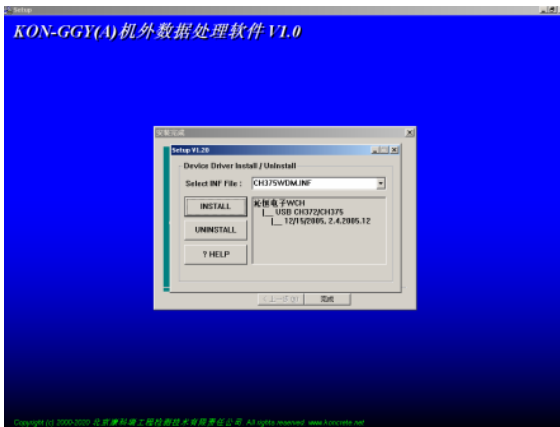 Setup
KON-GGY(A)机外数据处理软件 V1.0
安装完成
Setup V1.20
Device Driver Install / Uninstall
Select INF File :
CH375WDM.INF
INSTALL
UNINSTALL
? HELP
沁恒电子WCH
|__ USB CH372/CH375
|__ 12/15/2005, 2.4.2005.12
<上一步(B)
完成
Copyright (c) 2000-2020 北京康科瑞工程检测技术有限责任公司 All rights reserved www.koncrete.net